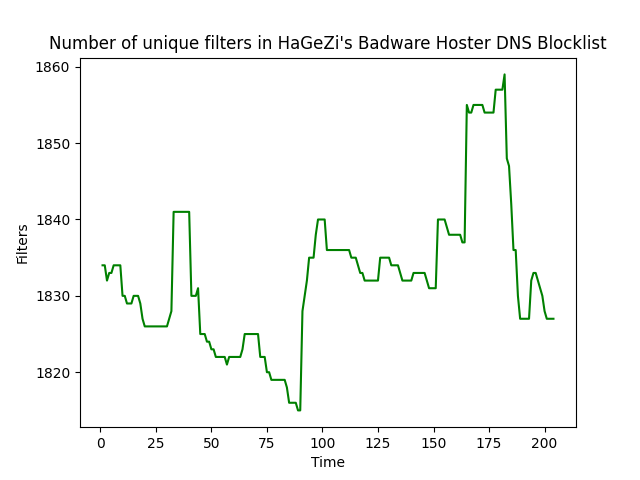 Number of unique filters in HaGeZi's Badware Hoster DNS Blocklist
1860
1850
1840
1830
1820
Filters
0 25 50 75 100 125 150 175 200
Time